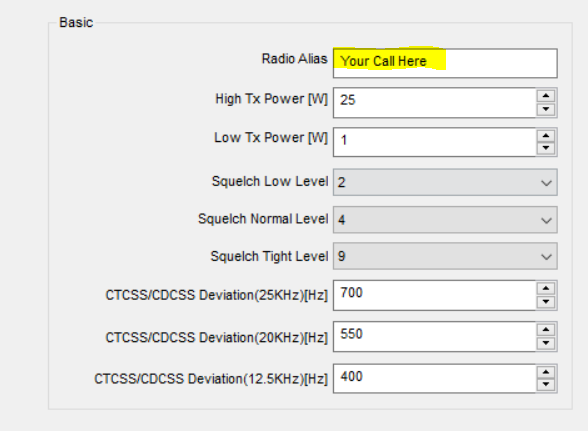 Basic
Radio Alias Your Call Here
High Tx Power [W] 25
Low Tx Power [W] 1
Squelch Low Level 2
Squelch Normal Level 4
Squelch Tight Level 9
CTCSS/CDCSS Deviation(25KHz)[Hz] 700
CTCSS/CDCSS Deviation(20KHz)[Hz] 550
CTCSS/CDCSS Deviation(12.5KHz)[Hz] 400